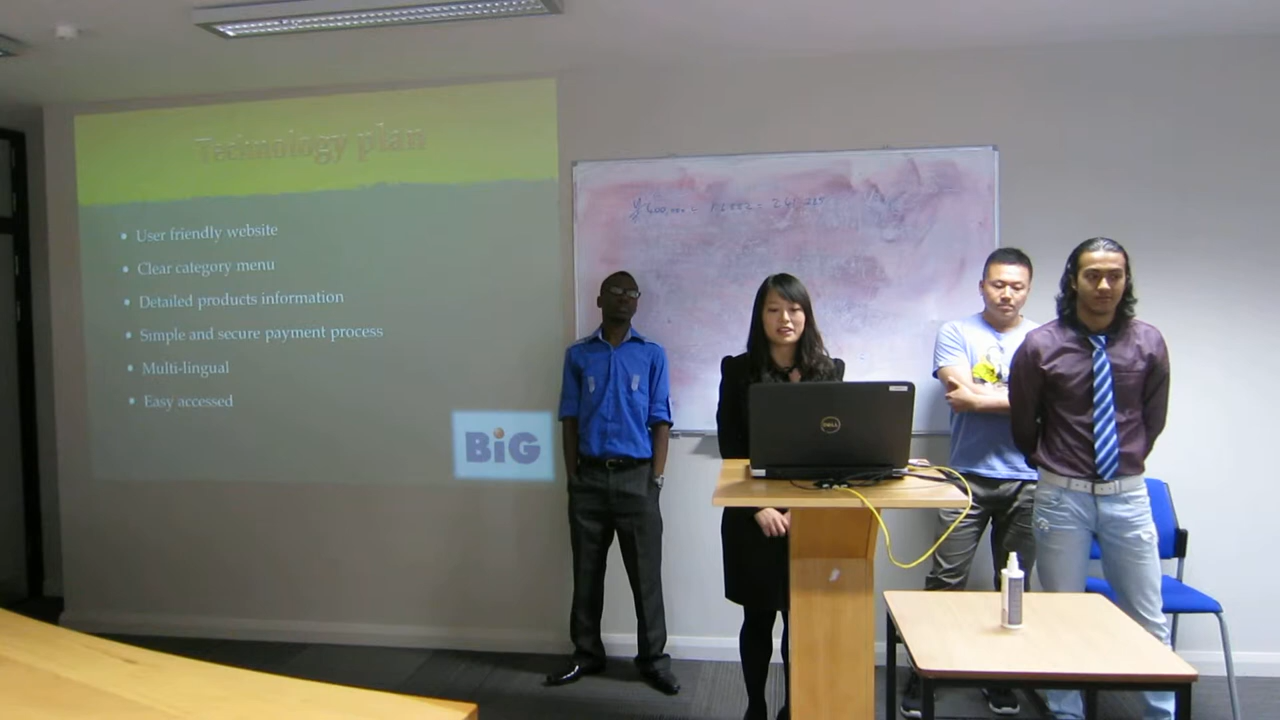 Technology plan
• User friendly website
• Clear category menu
• Detailed products information
• Simple and secure payment process
• Multi-lingual
• Easy accessed
BiG
DELL